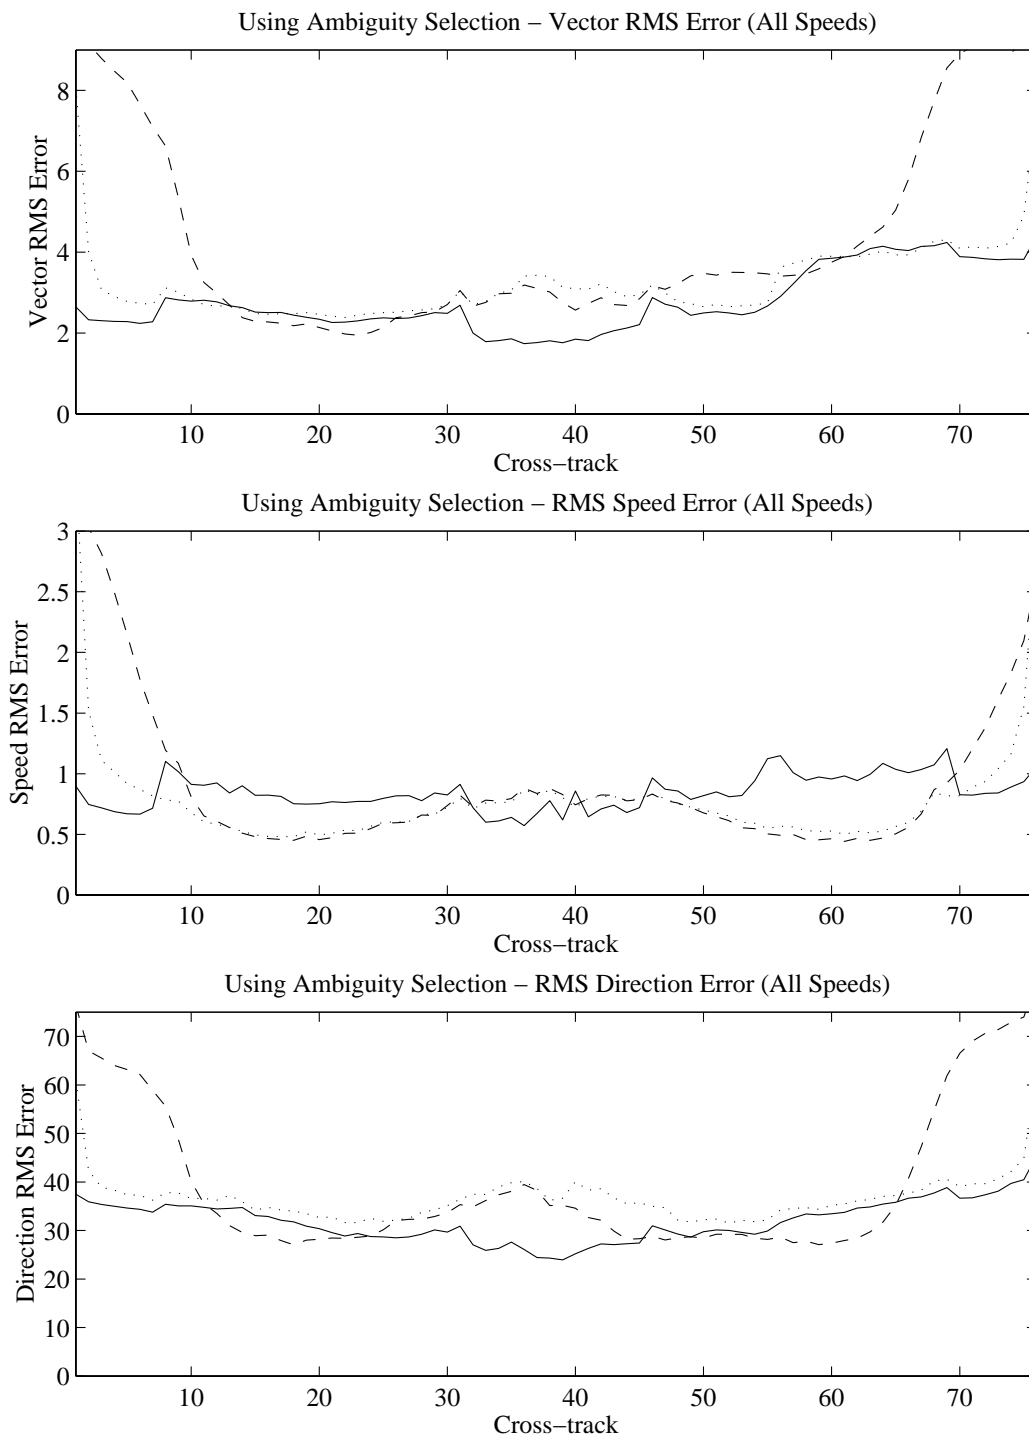 Using Ambiguity Selection − Vector RMS Error (All Speeds)
8
6
4
2
0
Vector RMS Error
10 20 30 40 50 60 70
Cross−track
Using Ambiguity Selection − RMS Speed Error (All Speeds)
3
2.5
2
1.5
1
0.5
0
Speed RMS Error
10 20 30 40 50 60 70
Cross−track
Using Ambiguity Selection − RMS Direction Error (All Speeds)
70
60
50
40
30
20
10
0
Direction RMS Error
10 20 30 40 50 60 70
Cross−track